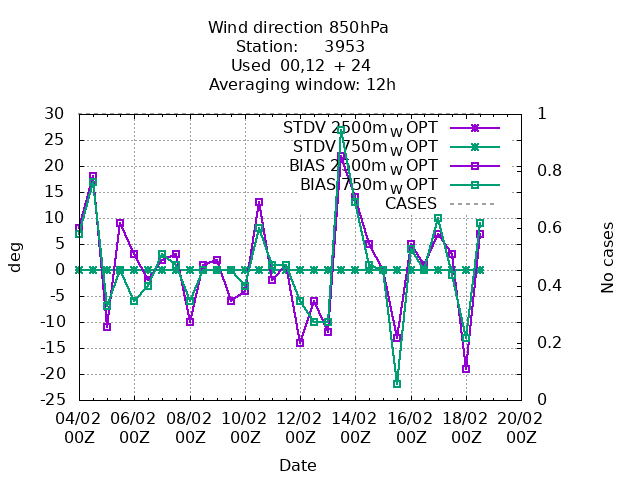 Wind direction 850hPa
Station: 3953
Used 00,12 + 24
Averaging window: 12h
30
25
20
15
10
5
0
-5
-10
-15
-20
-25
deg
1
0.8
0.6
0.4
0.2
0
No cases
STDV 2500m W OPT
STDV 750m W OPT
BIAS 2500m W OPT
BIAS 750m W OPT
CASES
04/02 06/02 08/02 10/02 12/02 14/02 16/02 18/02 20/02
00Z 00Z 00Z 00Z 00Z 00Z 00Z 00Z 00Z
Date